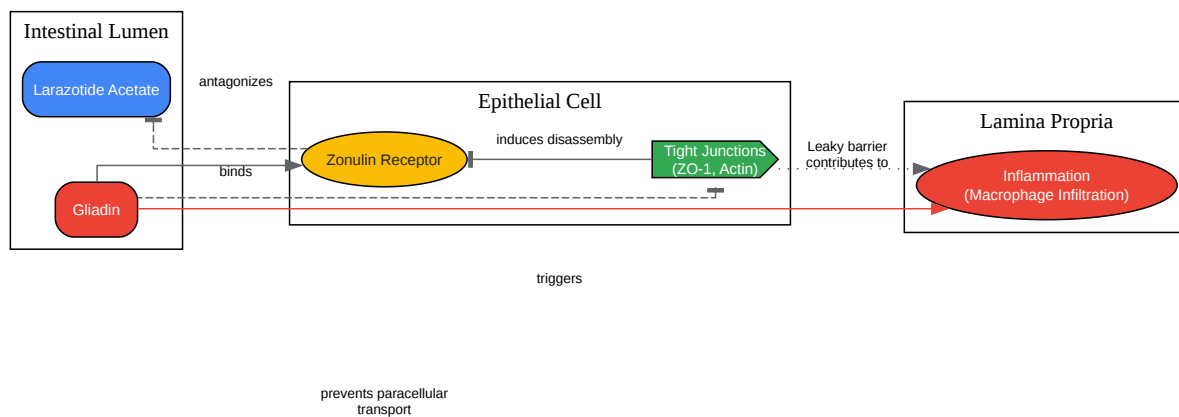 Intestinal Lumen
Larazotide Acetate
antagonizes
Epithelial Cell
Zonulin Receptor
induces disassembly
Tight Junctions
(ZO-1, Actin)
Leaky barrier
contributes to
Lamina Propria
Inflammation
(Macrophage Infiltration)
binds
Gliadin
triggers
prevents paracellular
transport